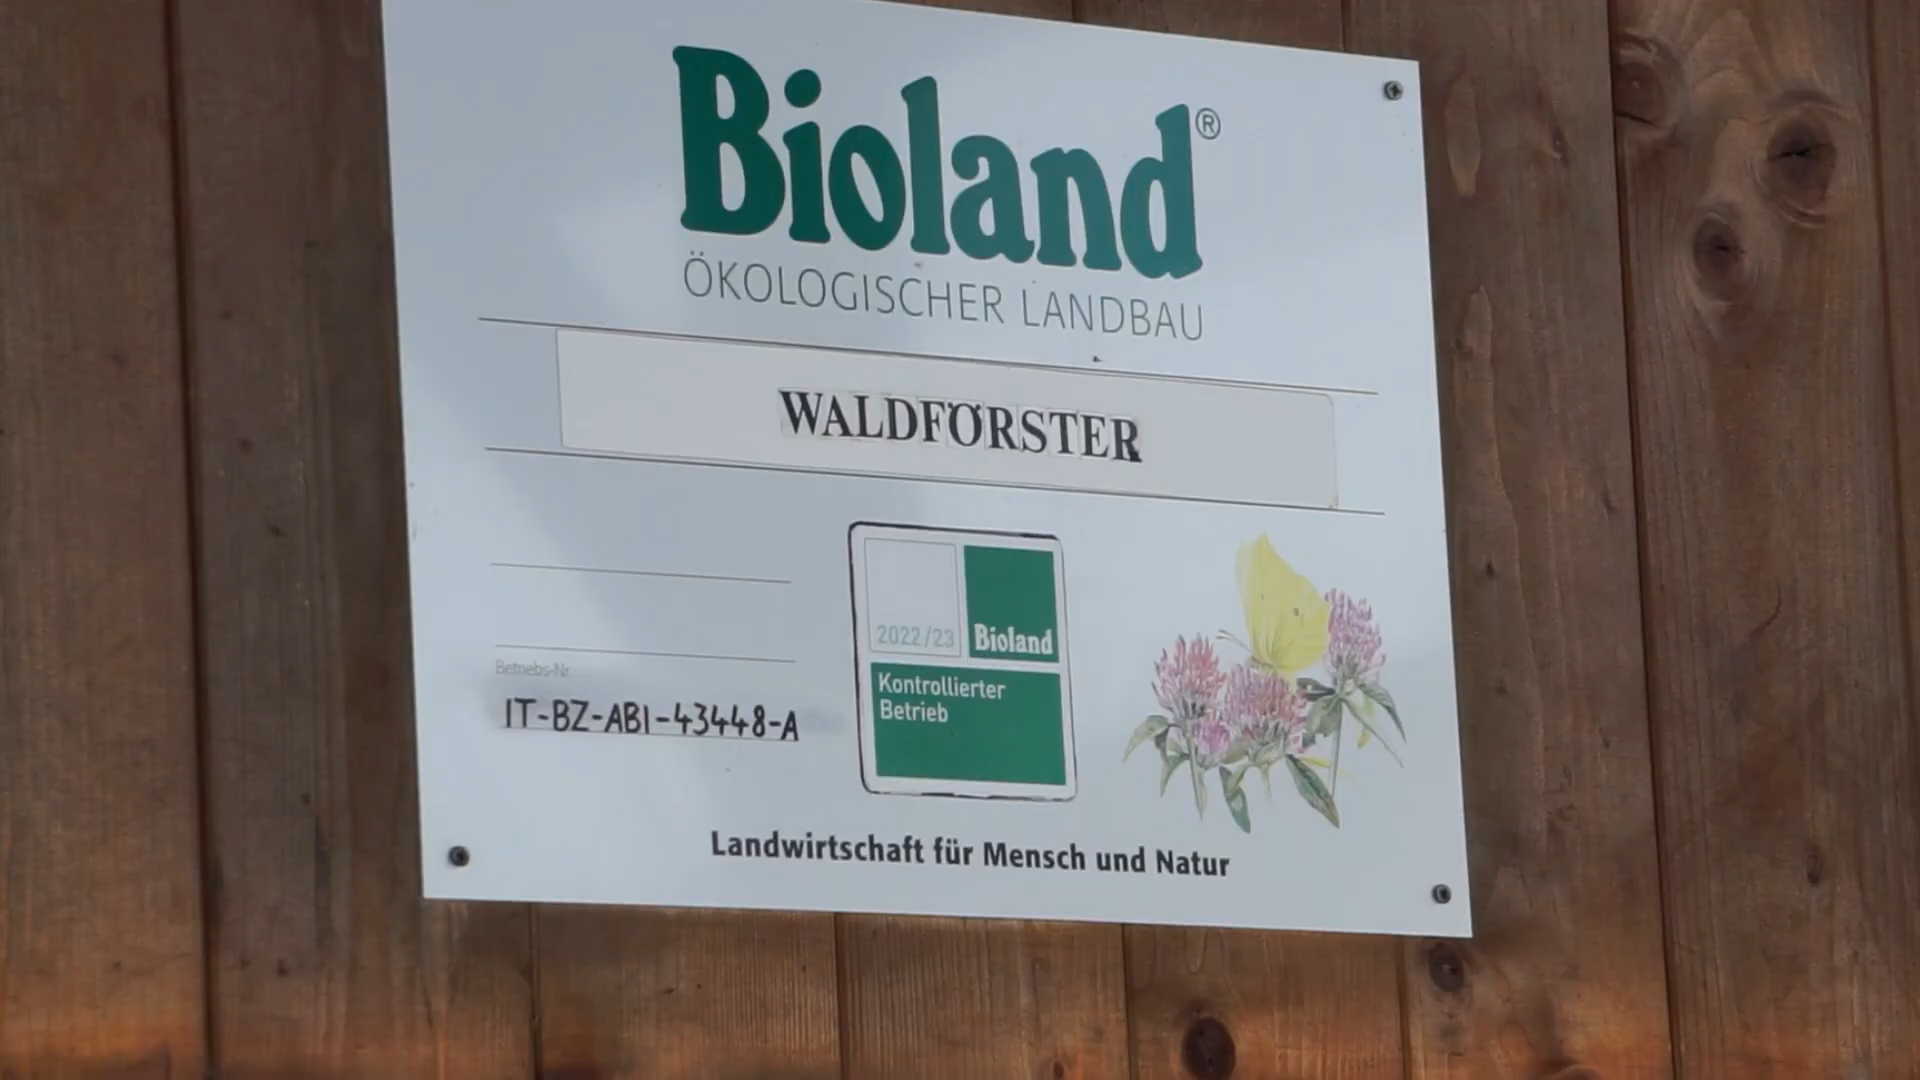 Bioland®
ÖKOLOGISCHER LANDBAU
WALDFÖRSTER
Betriebs-Nr.
IT-BZ-ABI-43448-A
2022/23
Bioland
Kontrollierter
Betrieb
Landwirtschaft für Mensch und Natur